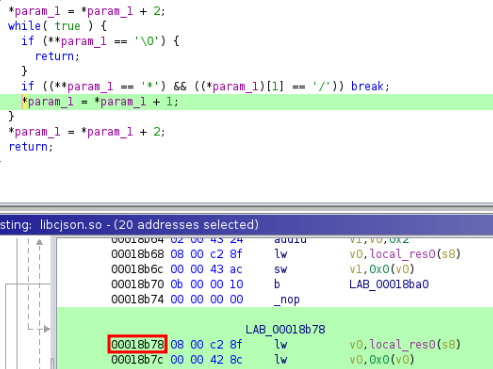 *param_1 = *param_1 + 2;
while( true ) {
if (**param_1 == '\0') {
return;
}
if ((**param_1 == '*') && ((*param_1)[1] == '/')) break;
*param_1 = *param_1 + 1;
}
*param_1 = *param_1 + 2;
return;
sting: libcjson.so - (20 addresses selected)
00018b64 02 00 43 24 addiu v1,v0,0x2
00018b68 08 00 c2 8f lw v0,local_res0(s8)
00018b6c 00 00 43 ac sw v1,0x0(v0)
00018b70 0b 00 00 10 b LAB_00018ba0
00018b74 00 00 00 00 _nop
LAB_00018b78
00018b78 08 00 c2 8f lw v0,local_res0(s8)
00018b7c 00 00 42 8c lw v0,0x0(v0)